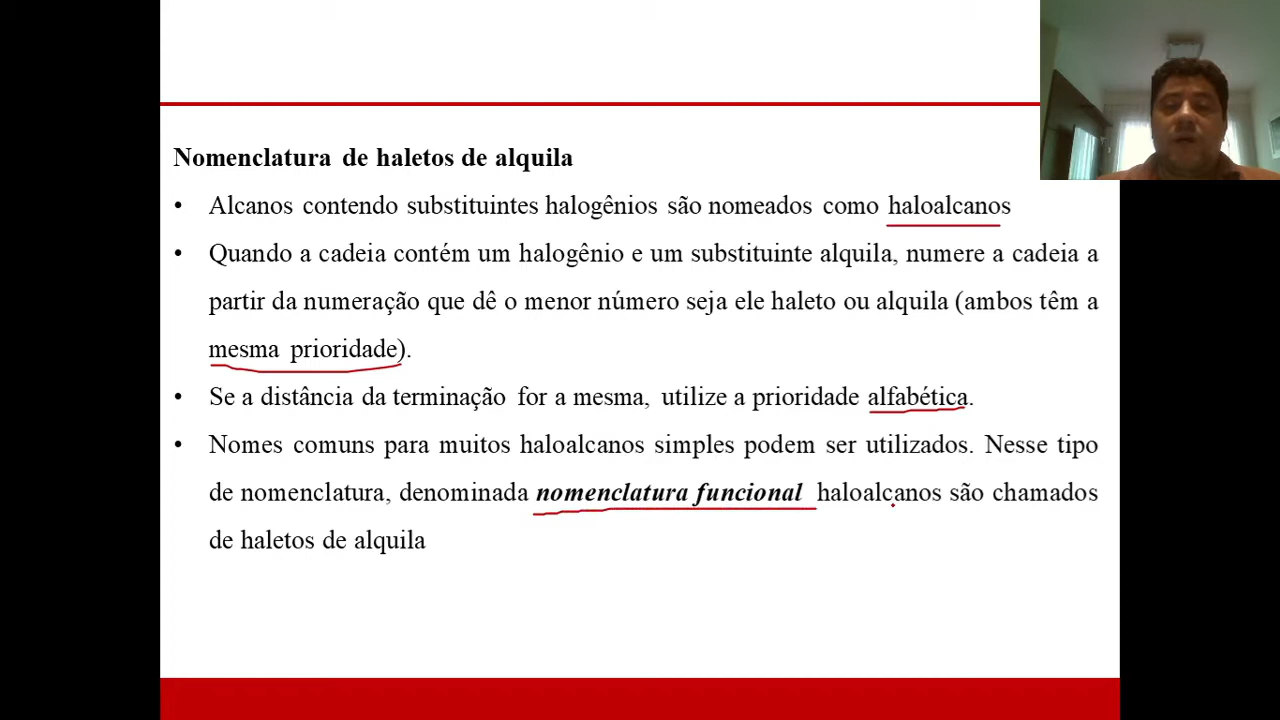 Nomenclatura de haletos de alquila
• Alcanos contendo substituintes halogênios são nomeados como haloalcanos
• Quando a cadeia contém um halogênio e um substituinte alquila, numere a cadeia a
partir da numeração que dê o menor número seja ele haleto ou alquila (ambos têm a
mesma prioridade).
• Se a distância da terminação for a mesma, utilize a prioridade alfabética.
• Nomes comuns para muitos haloalcanos simples podem ser utilizados. Nesse tipo
de nomenclatura, denominada nomenclatura funcional haloalcanos são chamados
de haletos de alquila